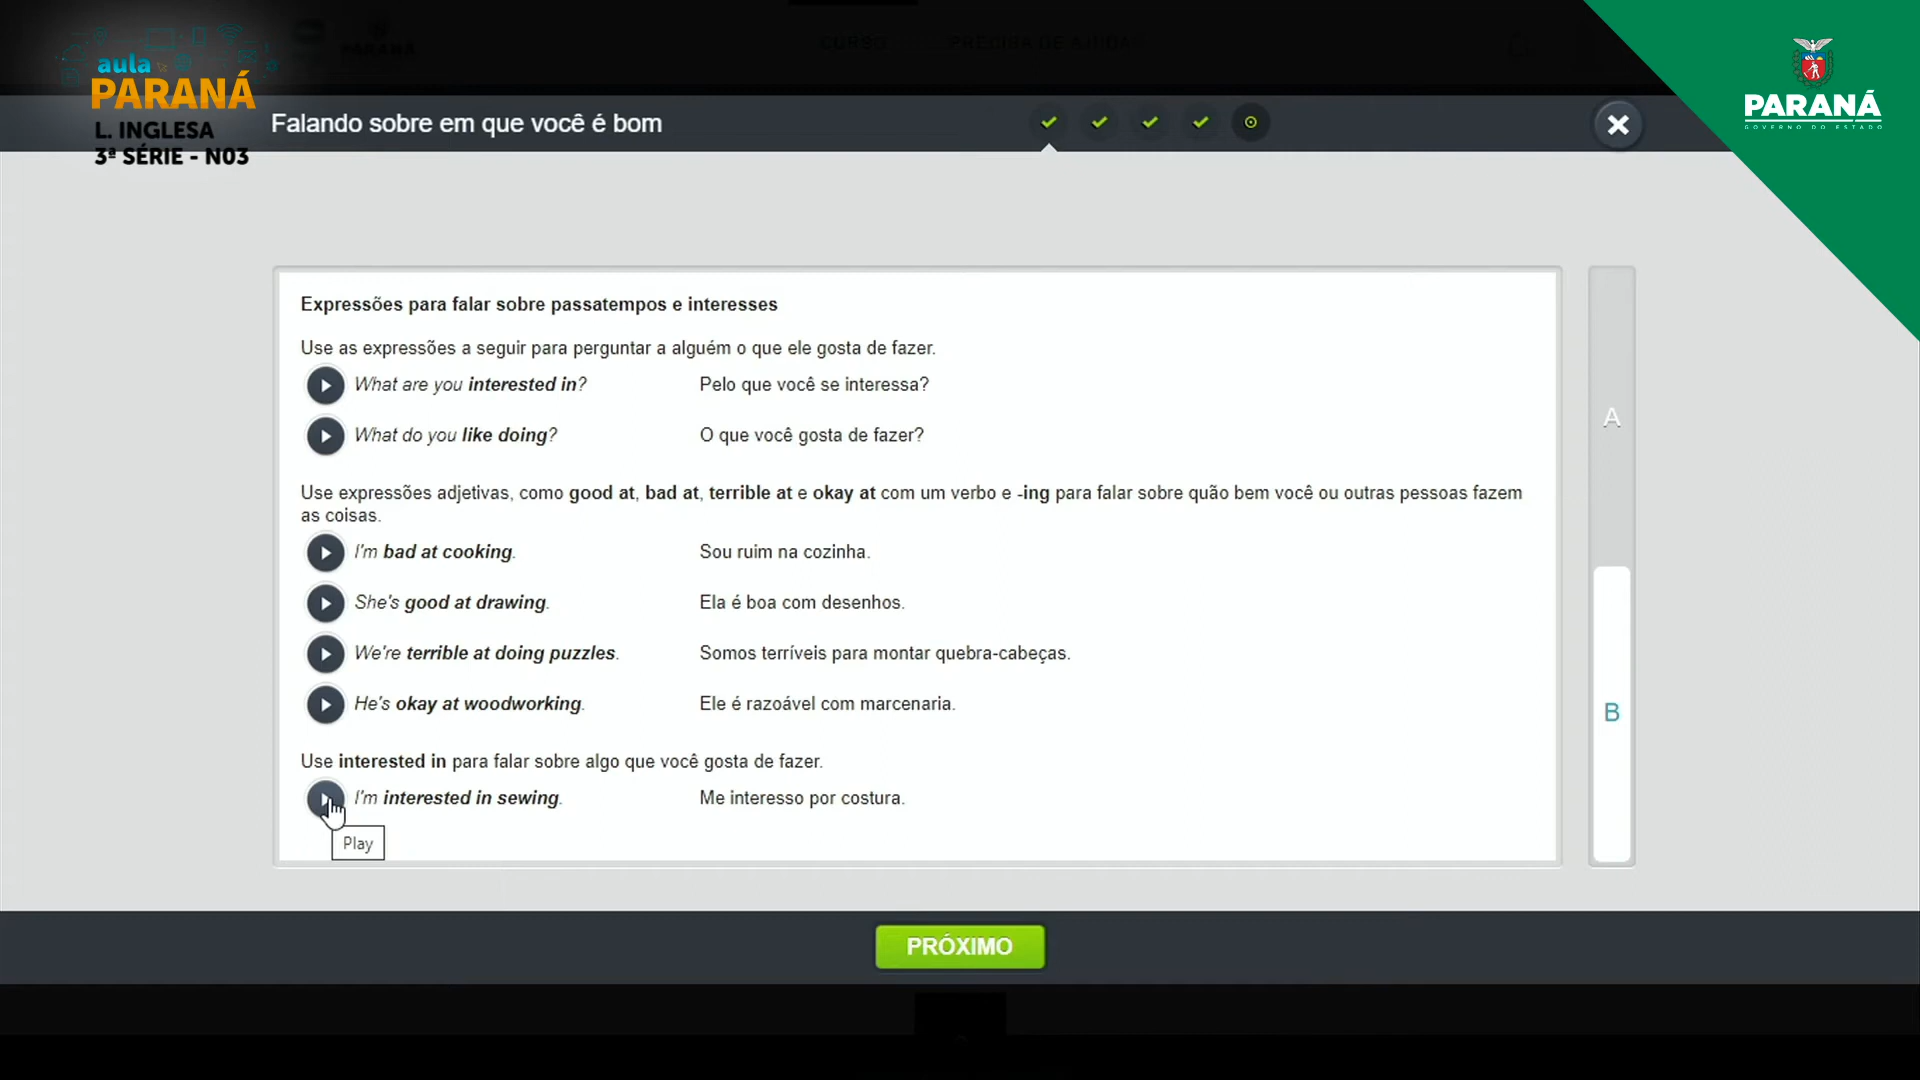 CURSO
PRECISA DE AJUDA
aula
PARANÁ
L. INGLESA
3ª SÉRIE - N03
Falando sobre em que você é bom
PARANÁ
GOVERNO DO ESTADO
Expressões para falar sobre passatempos e interesses
Use as expressões a seguir para perguntar a alguém o que ele gosta de fazer.
What are you interested in? Pelo que você se interessa?
What do you like doing? O que você gosta de fazer?
Use expressões adjetivas, como good at, bad at, terrible at e okay at com um verbo e -ing para falar sobre quão bem você ou outras pessoas fazem
as coisas.
I'm bad at cooking. Sou ruim na cozinha.
She's good at drawing. Ela é boa com desenhos.
We're terrible at doing puzzles. Somos terríveis para montar quebra-cabeças.
He's okay at woodworking. Ele é razoável com marcenaria.
Use interested in para falar sobre algo que você gosta de fazer.
I'm interested in sewing. Me interesso por costura.
Play
A
B
PRÓXIMO